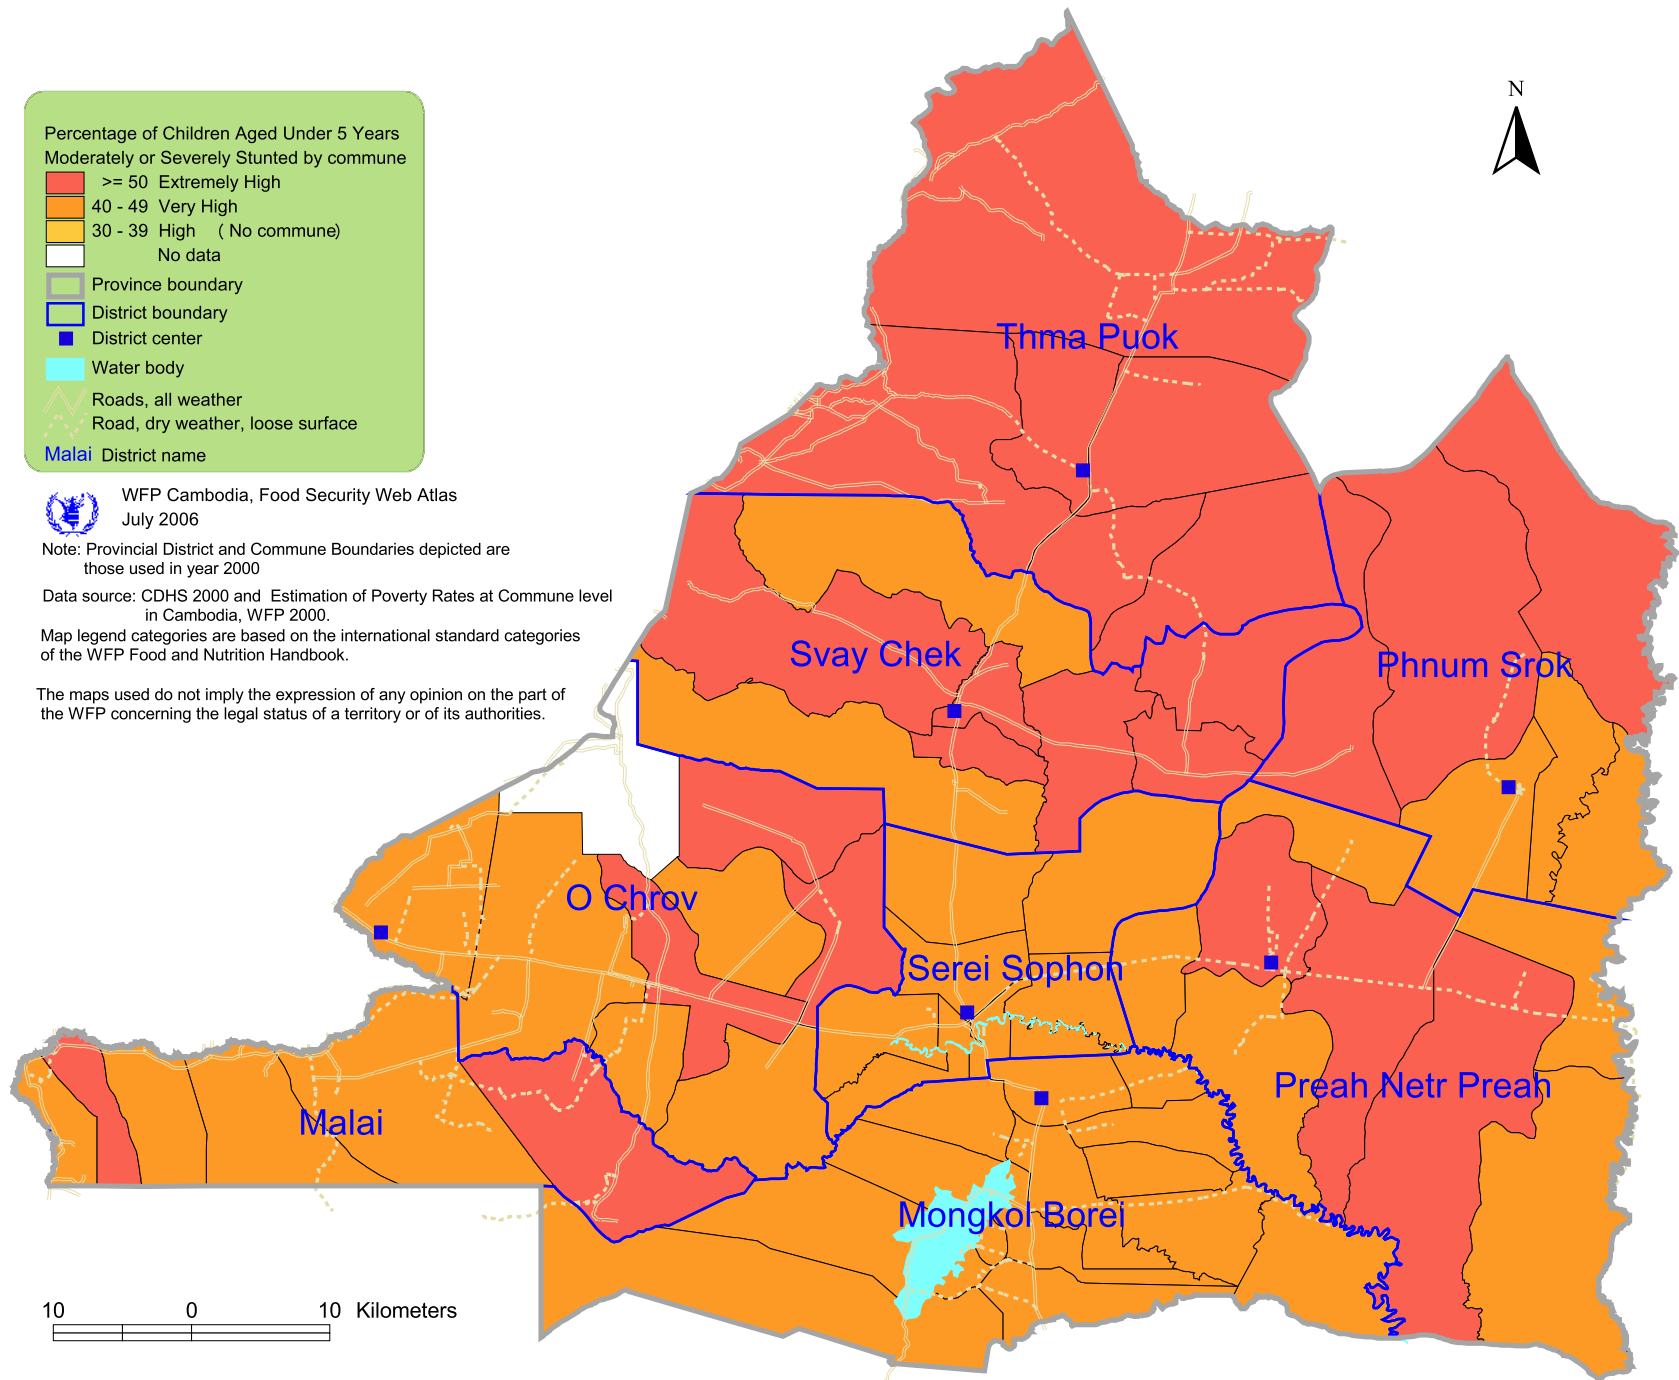 Percentage of Children Aged Under 5 Years
Moderately or Severely Stunted by commune
>= 50 Extremely High
40 - 49 Very High
30 - 39 High ( No commune)
No data
Province boundary
District boundary
District center
Water body
Roads, all weather
Road, dry weather, loose surface
Malai District name
WFP Cambodia, Food Security Web Atlas
July 2006
Note: Provincial District and Commune Boundaries depicted are
those used in year 2000
Data source: CDHS 2000 and Estimation of Poverty Rates at Commune level
in Cambodia, WFP 2000.
Map legend categories are based on the international standard categories
of the WFP Food and Nutrition Handbook.
The maps used do not imply the expression of any opinion on the part of
the WFP concerning the legal status of a territory or of its authorities.
N
Thma Puok
Svay Chek
Phnum Srok
O Chrov
Serei Sophon
Preah Netr Preah
Malai
Mongkol Borei
10 0 10 Kilometers